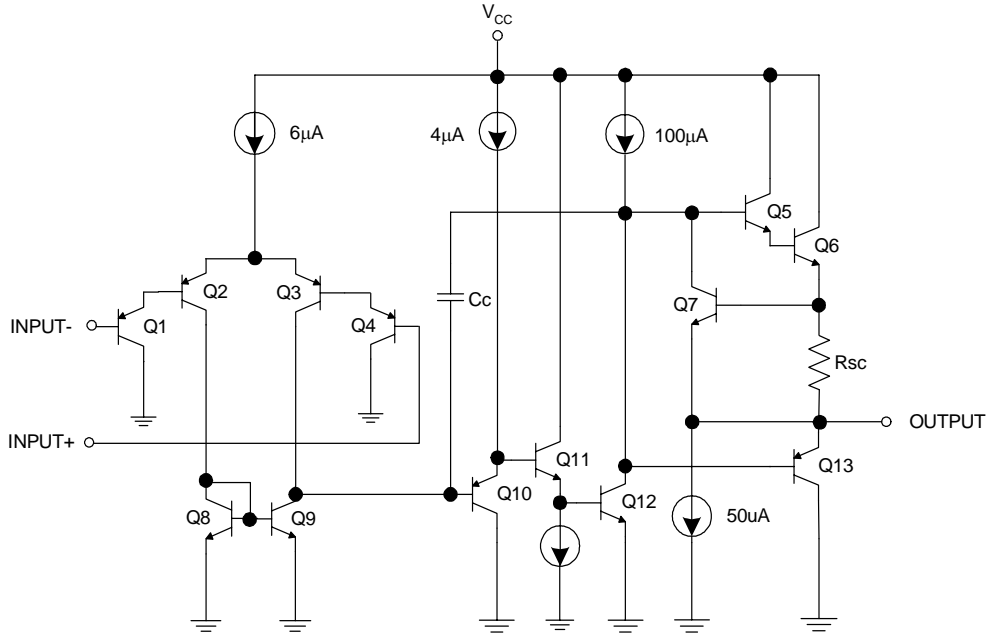 VCC
6μA
4μA
100μA
Q5
Q6
Q2
Q3
Q7
Cc
INPUT-
Q1
Q4
Rsc
OUTPUT
INPUT+
Q11
Q13
Q10
Q12
Q8
Q9
50uA